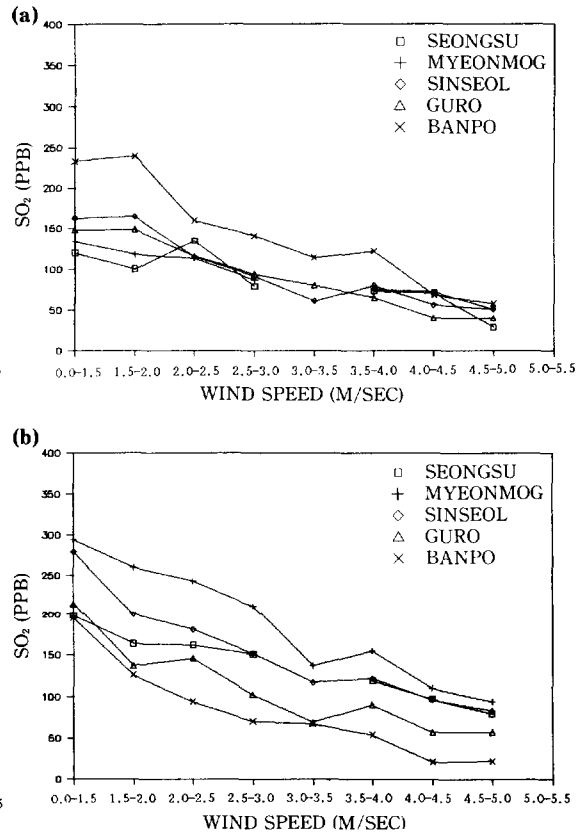 (a)
400
350
300
250
200
150
100
50
0
SO₂ (PPB)
SEONGSU
MYEONMOG
SINSEOL
GURO
BANPO
0.0-1.5 1.5-2.0 2.0-2.5 2.5-3.0 3.0-3.5 3.5-4.0 4.0-4.5 4.5-5.0 5.0-5.5
WIND SPEED (M/SEC)
(b)
400
350
300
250
200
150
100
50
0
SO₂ (PPB)
SEONGSU
MYEONMOG
SINSEOL
GURO
BANPO
0.0-1.5 1.5-2.0 2.0-2.5 2.5-3.0 3.0-3.5 3.5-4.0 4.0-4.5 4.5-5.0 5.0-5.5
WIND SPEED (M/SEC)